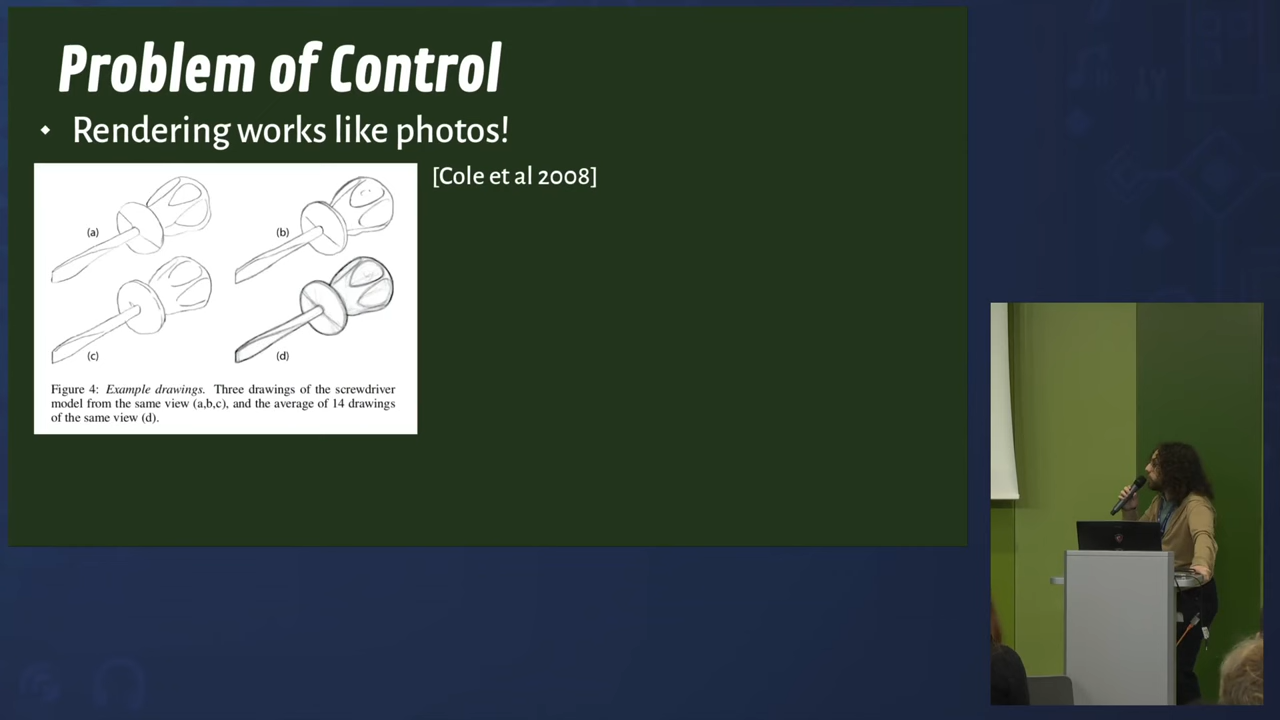 Problem of Control
Rendering works like photos!
[Cole et al 2008]
(a)
(b)
(c)
(d)
Figure 4: Example drawings. Three drawings of the screwdriver
model from the same view (a,b,c), and the average of 14 drawings
of the same view (d).